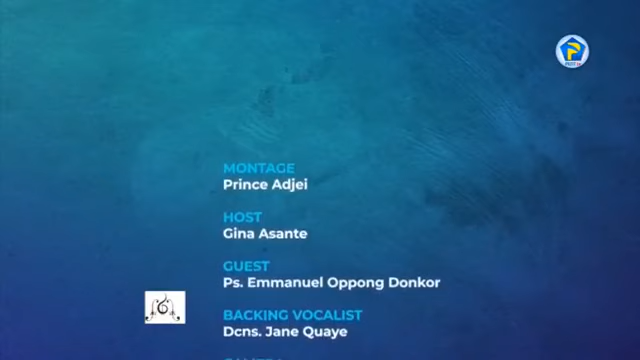 MONTAGE
Prince Adjei
HOST
Gina Asante
GUEST
Ps. Emmanuel Oppong Donkor
BACKING VOCALIST
Dcns. Jane Quaye